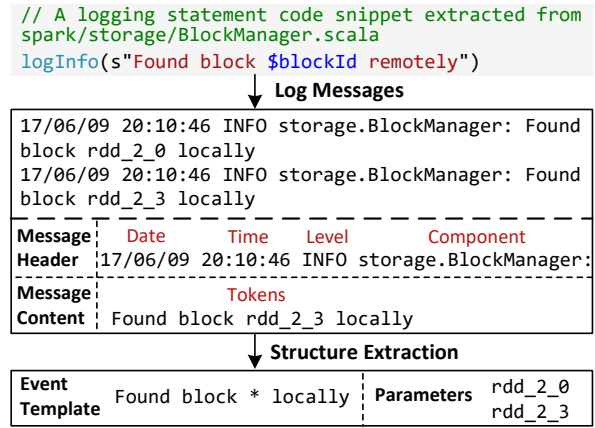 // A logging statement code snippet extracted from
spark/storage/BlockManager.scala
logInfo(s"Found block $blockId remotely")
Log Messages
17/06/09 20:10:46 INFO storage.BlockManager: Found
block rdd_2_0 locally
17/06/09 20:10:46 INFO storage.BlockManager: Found
block rdd_2_3 locally
Message Header
Date Time Level Component
17/06/09 20:10:46 INFO storage.BlockManager:
Message Content
Tokens
Found block rdd_2_3 locally
Structure Extraction
Event Template
Found block * locally
Parameters
rdd_2_0
rdd_2_3